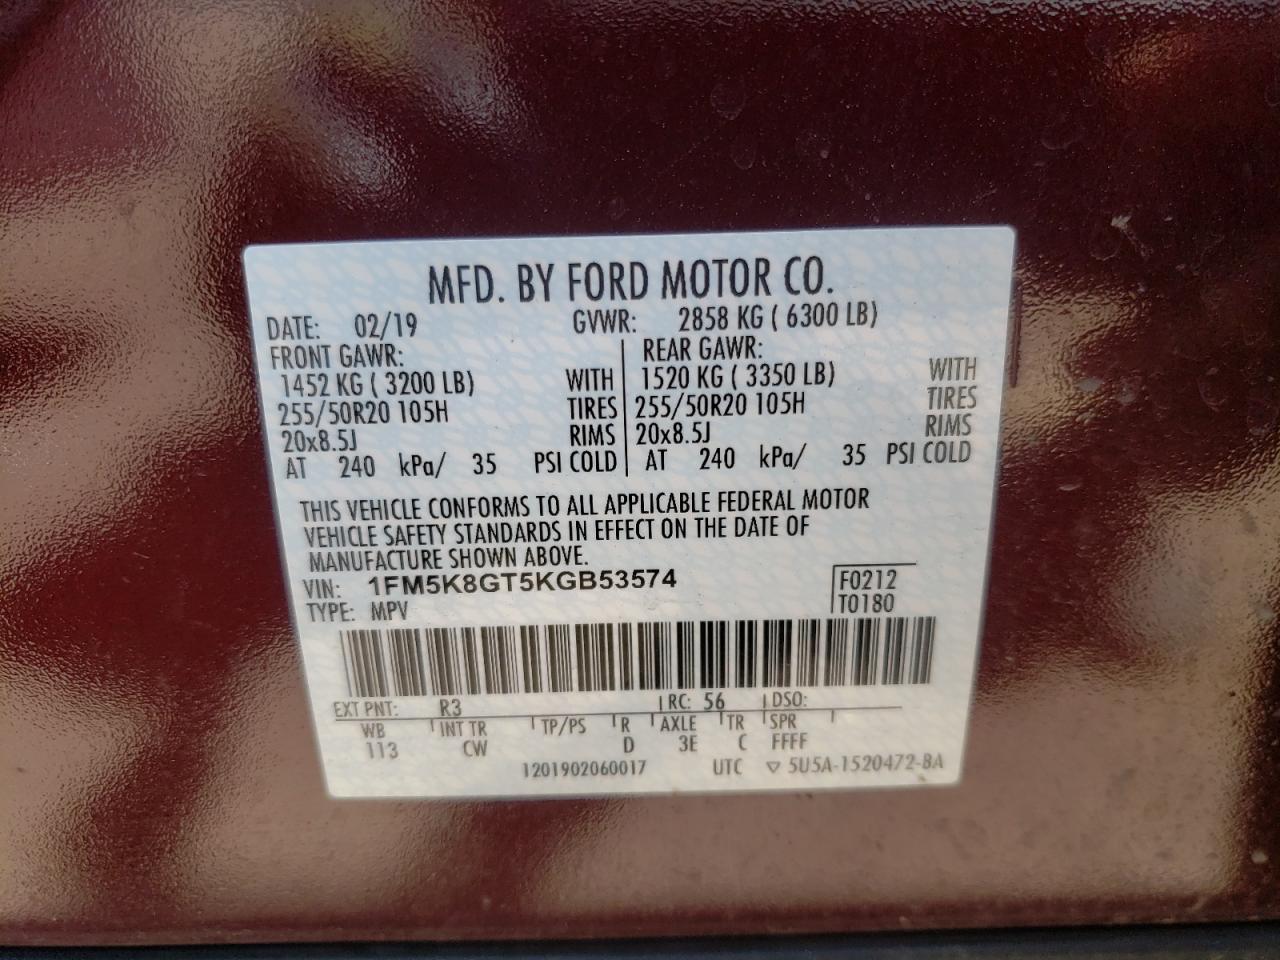 MFD. BY FORD MOTOR CO.
DATE: 02/19 GVWR: 2858 KG ( 6300 LB)
FRONT GAWR: REAR GAWR:
1452 KG ( 3200 LB) WITH 1520 KG ( 3350 LB) WITH
255/50R20 105H TIRES 255/50R20 105H TIRES
20x8.5J RIMS 20x8.5J RIMS
AT 240 kPa/ 35 PSI COLD AT 240 kPa/ 35 PSI COLD
THIS VEHICLE CONFORMS TO ALL APPLICABLE FEDERAL MOTOR
VEHICLE SAFETY STANDARDS IN EFFECT ON THE DATE OF
MANUFACTURE SHOWN ABOVE.
VIN: 1FM5K8GT5KGB53574 F0212
TYPE: MPV T0180
EXT PNT: R3 RC: 56 DSO:
WB INT TR TP/PS R AXLE TR SPR
113 CW D 3E C FFFF
1201902060017 UTC ▽ 5U5A-1520472-BA